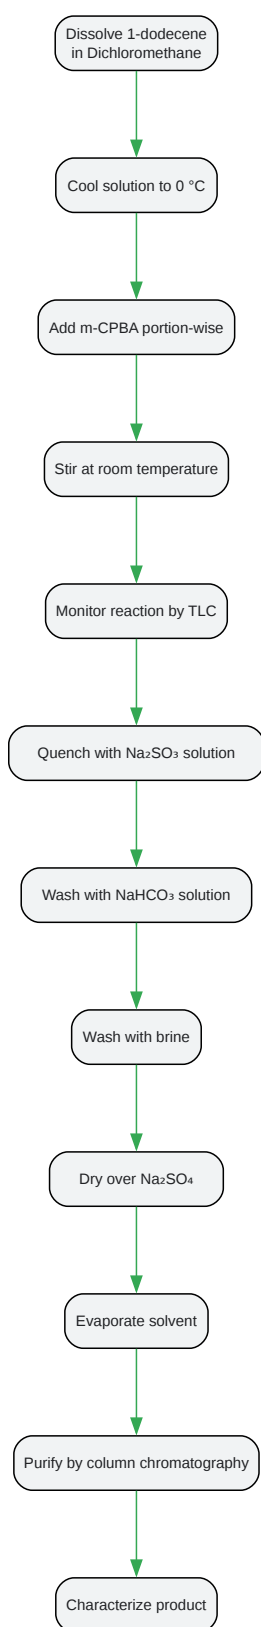 Dissolve 1-dodecene
in Dichloromethane
Cool solution to 0 °C
Add m-CPBA portion-wise
Stir at room temperature
Monitor reaction by TLC
Quench with Na₂SO₃ solution
Wash with NaHCO₃ solution
Wash with brine
Dry over Na₂SO₄
Evaporate solvent
Purify by column chromatography
Characterize product